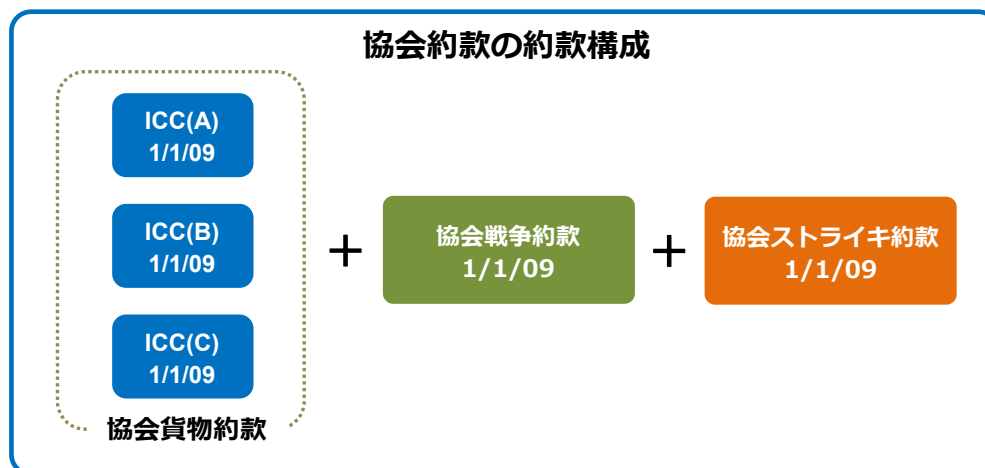 協会約款の約款構成
ICC(A)
1/1/09
ICC(B)
1/1/09
ICC(C)
1/1/09
協会貨物約款
+
協会戦争約款
1/1/09
+
協会ストライキ約款
1/1/09